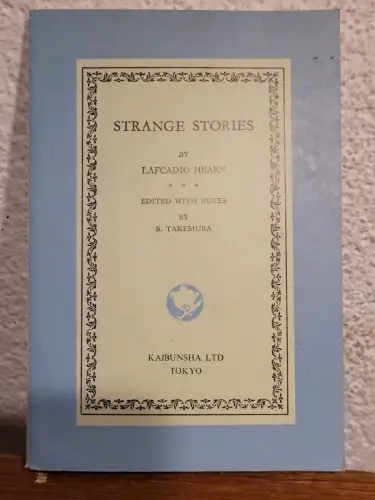 STRANGE STORIES
BY
LAFCADIO HEARN
* * *
EDITED WITH NOTES
BY
S. TAKEMURA
KAIBUNSHA LTD
TOKYO